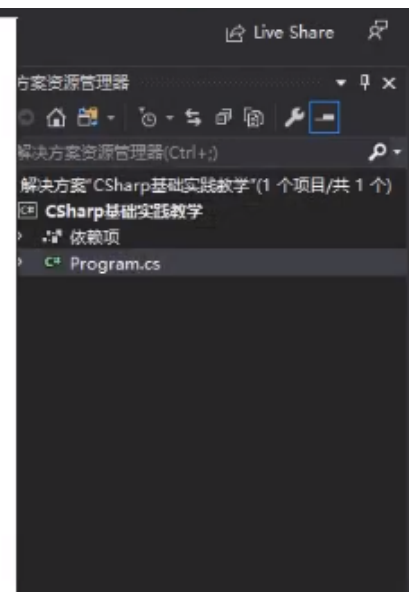 Live Share
方案资源管理器
解决方案资源管理器(Ctrl+;)
解决方案"CSharp基础实践教学"(1 个项目/共 1 个)
C# CSharp基础实践教学
依赖项
C# Program.cs